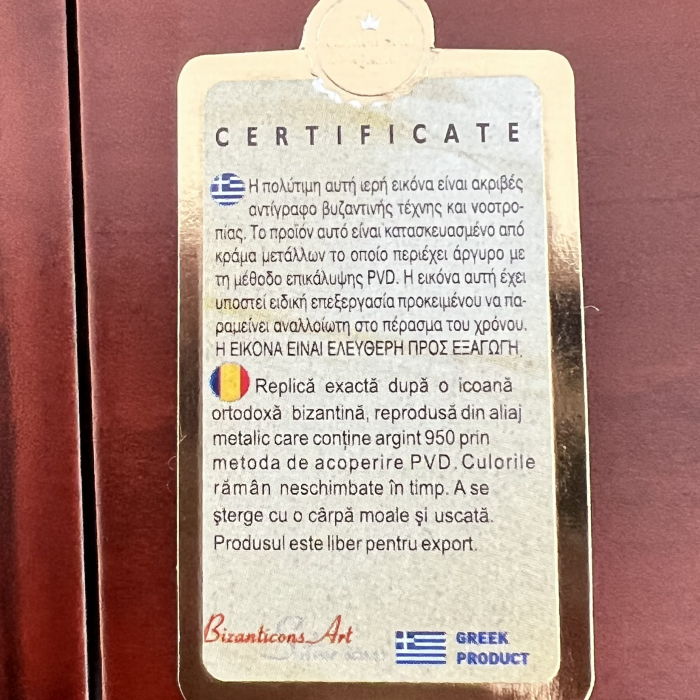 CERTIFICATE
Η πολύτιμη αυτή ιερή εικόνα είναι ακριβές
αντίγραφο βυζαντινής τέχνης και νοοτρο-
πίας. Το προϊόν αυτό είναι κατασκευασμένο από
κράμα μετάλλων το οποίο περιέχει άργυρο με
τη μέθοδο επικάλυψης PVD. Η εικόνα αυτή έχει
υποστεί ειδική επεξεργασία προκειμένου να πα-
ραμείνει αναλλοίωτη στο πέρασμα του χρόνου.
Η ΕΙΚΟΝΑ ΕΙΝΑΙ ΕΛΕΥΘΕΡΗ ΠΡΟΣ ΕΞΑΓΩΓΗ.
Replică exactă după o icoană
ortodoxă bizantină, reprodusă din aliaj
metalic care conține argint 950 prin
metoda de acoperire PVD. Culorile
rămân neschimbate în timp. A se
șterge cu o cârpă moale și uscată.
Produsul este liber pentru export.
Bizanticons Art
GREEK
PRODUCT